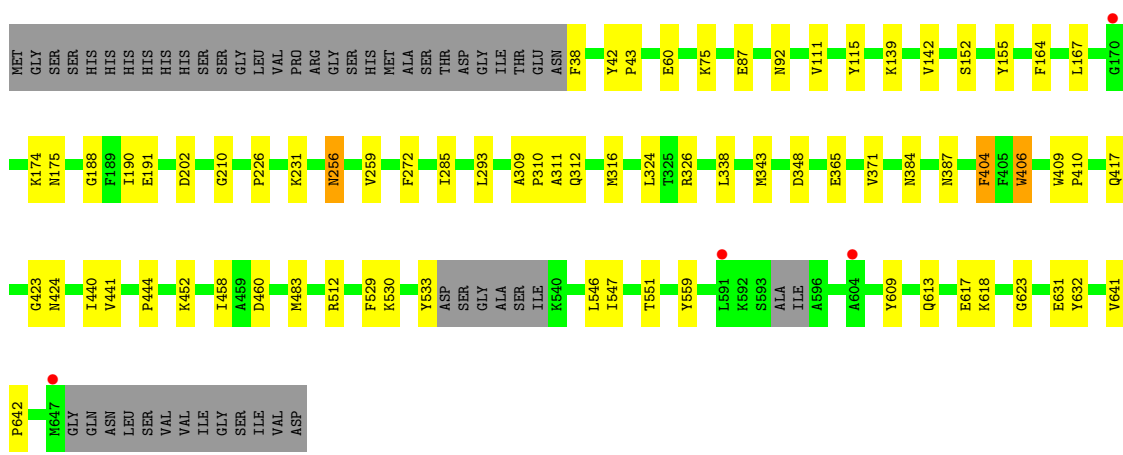 MET GLY SER SER HIS HIS HIS HIS HIS HIS SER SER GLY LEU VAL PRO ARG GLY SER HIS MET ALA SER THR ASP GLY ILE THR GLU ASN F38 Y42 P43 E60 K75 E87 N92 V111 Y115 K139 V142 S152 Y155 F164 L167 G170
K174 N175 G188 F189 I190 E191 D202 G210 P226 K231 N256 V259 F272 I285 L293 A309 P310 A311 Q312 M316 L324 T325 R326 L338 M343 D348 E365 V371 N384 N387 F404 F405 W406 W409 P410 Q417
G423 N424 I440 V441 P444 K452 I458 A459 D460 M483 R512 F529 K530 Y533 ASP SER GLY ALA SER ILE K540 L546 I547 T551 Y559 L591 K592 S593 ALA ILE A596 A604 Y609 Q613 E617 K618 G623 E631 Y632 V641
P642 M647 GLY GLN ASN LEU SER VAL VAL ILE GLY SER ILE VAL ASP